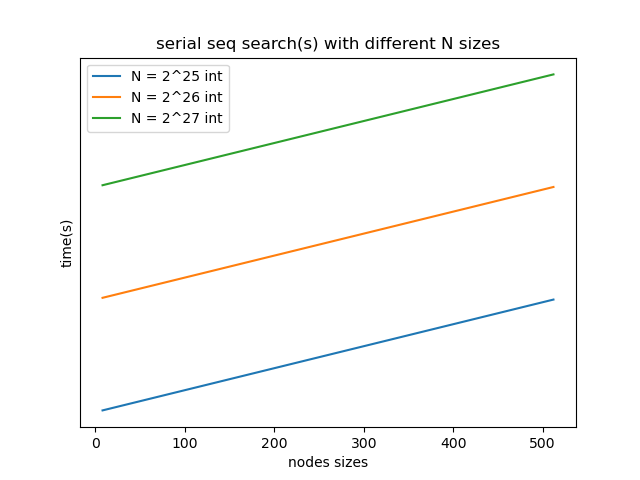 serial seq search(s) with different N sizes
N = 2^25 int
N = 2^26 int
N = 2^27 int
time(s)
0 100 200 300 400 500
nodes sizes